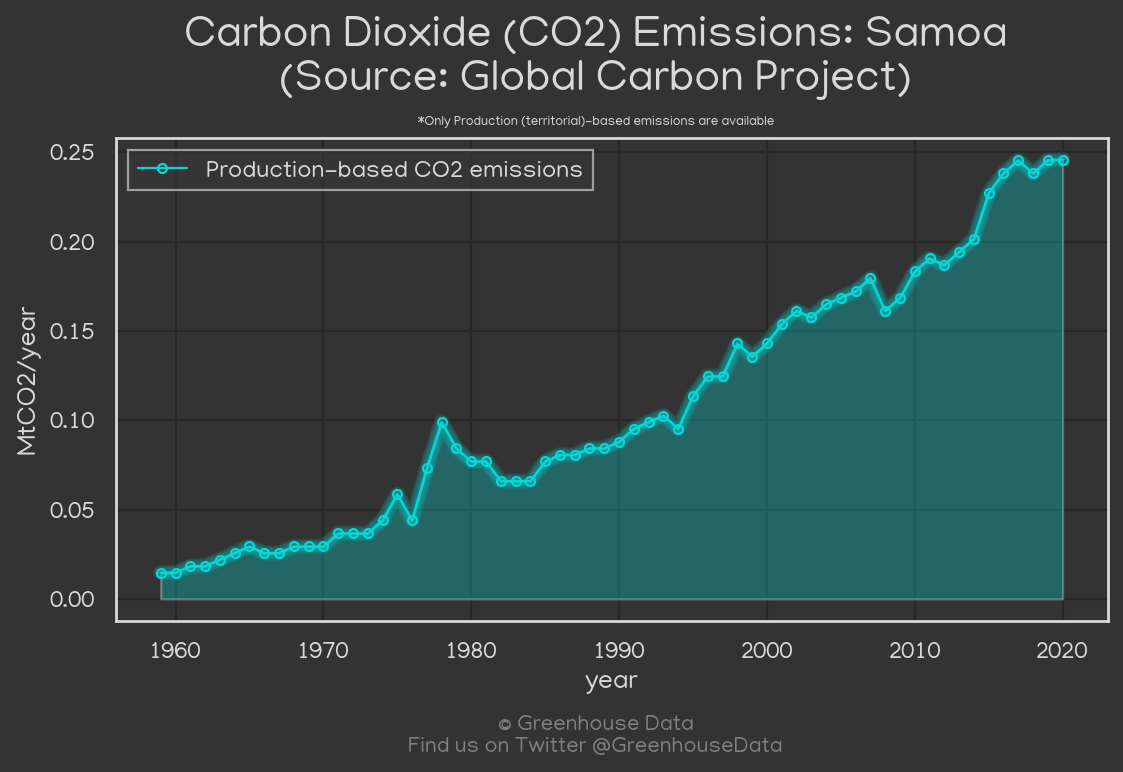 Carbon Dioxide (CO2) Emissions: Samoa
(Source: Global Carbon Project)
*Only Production (territorial)-based emissions are available
Production-based CO2 emissions
0.25
0.20
0.15
0.10
0.05
0.00
MtCO2/year
1960 1970 1980 1990 2000 2010 2020
year
© Greenhouse Data
Find us on Twitter @GreenhouseData